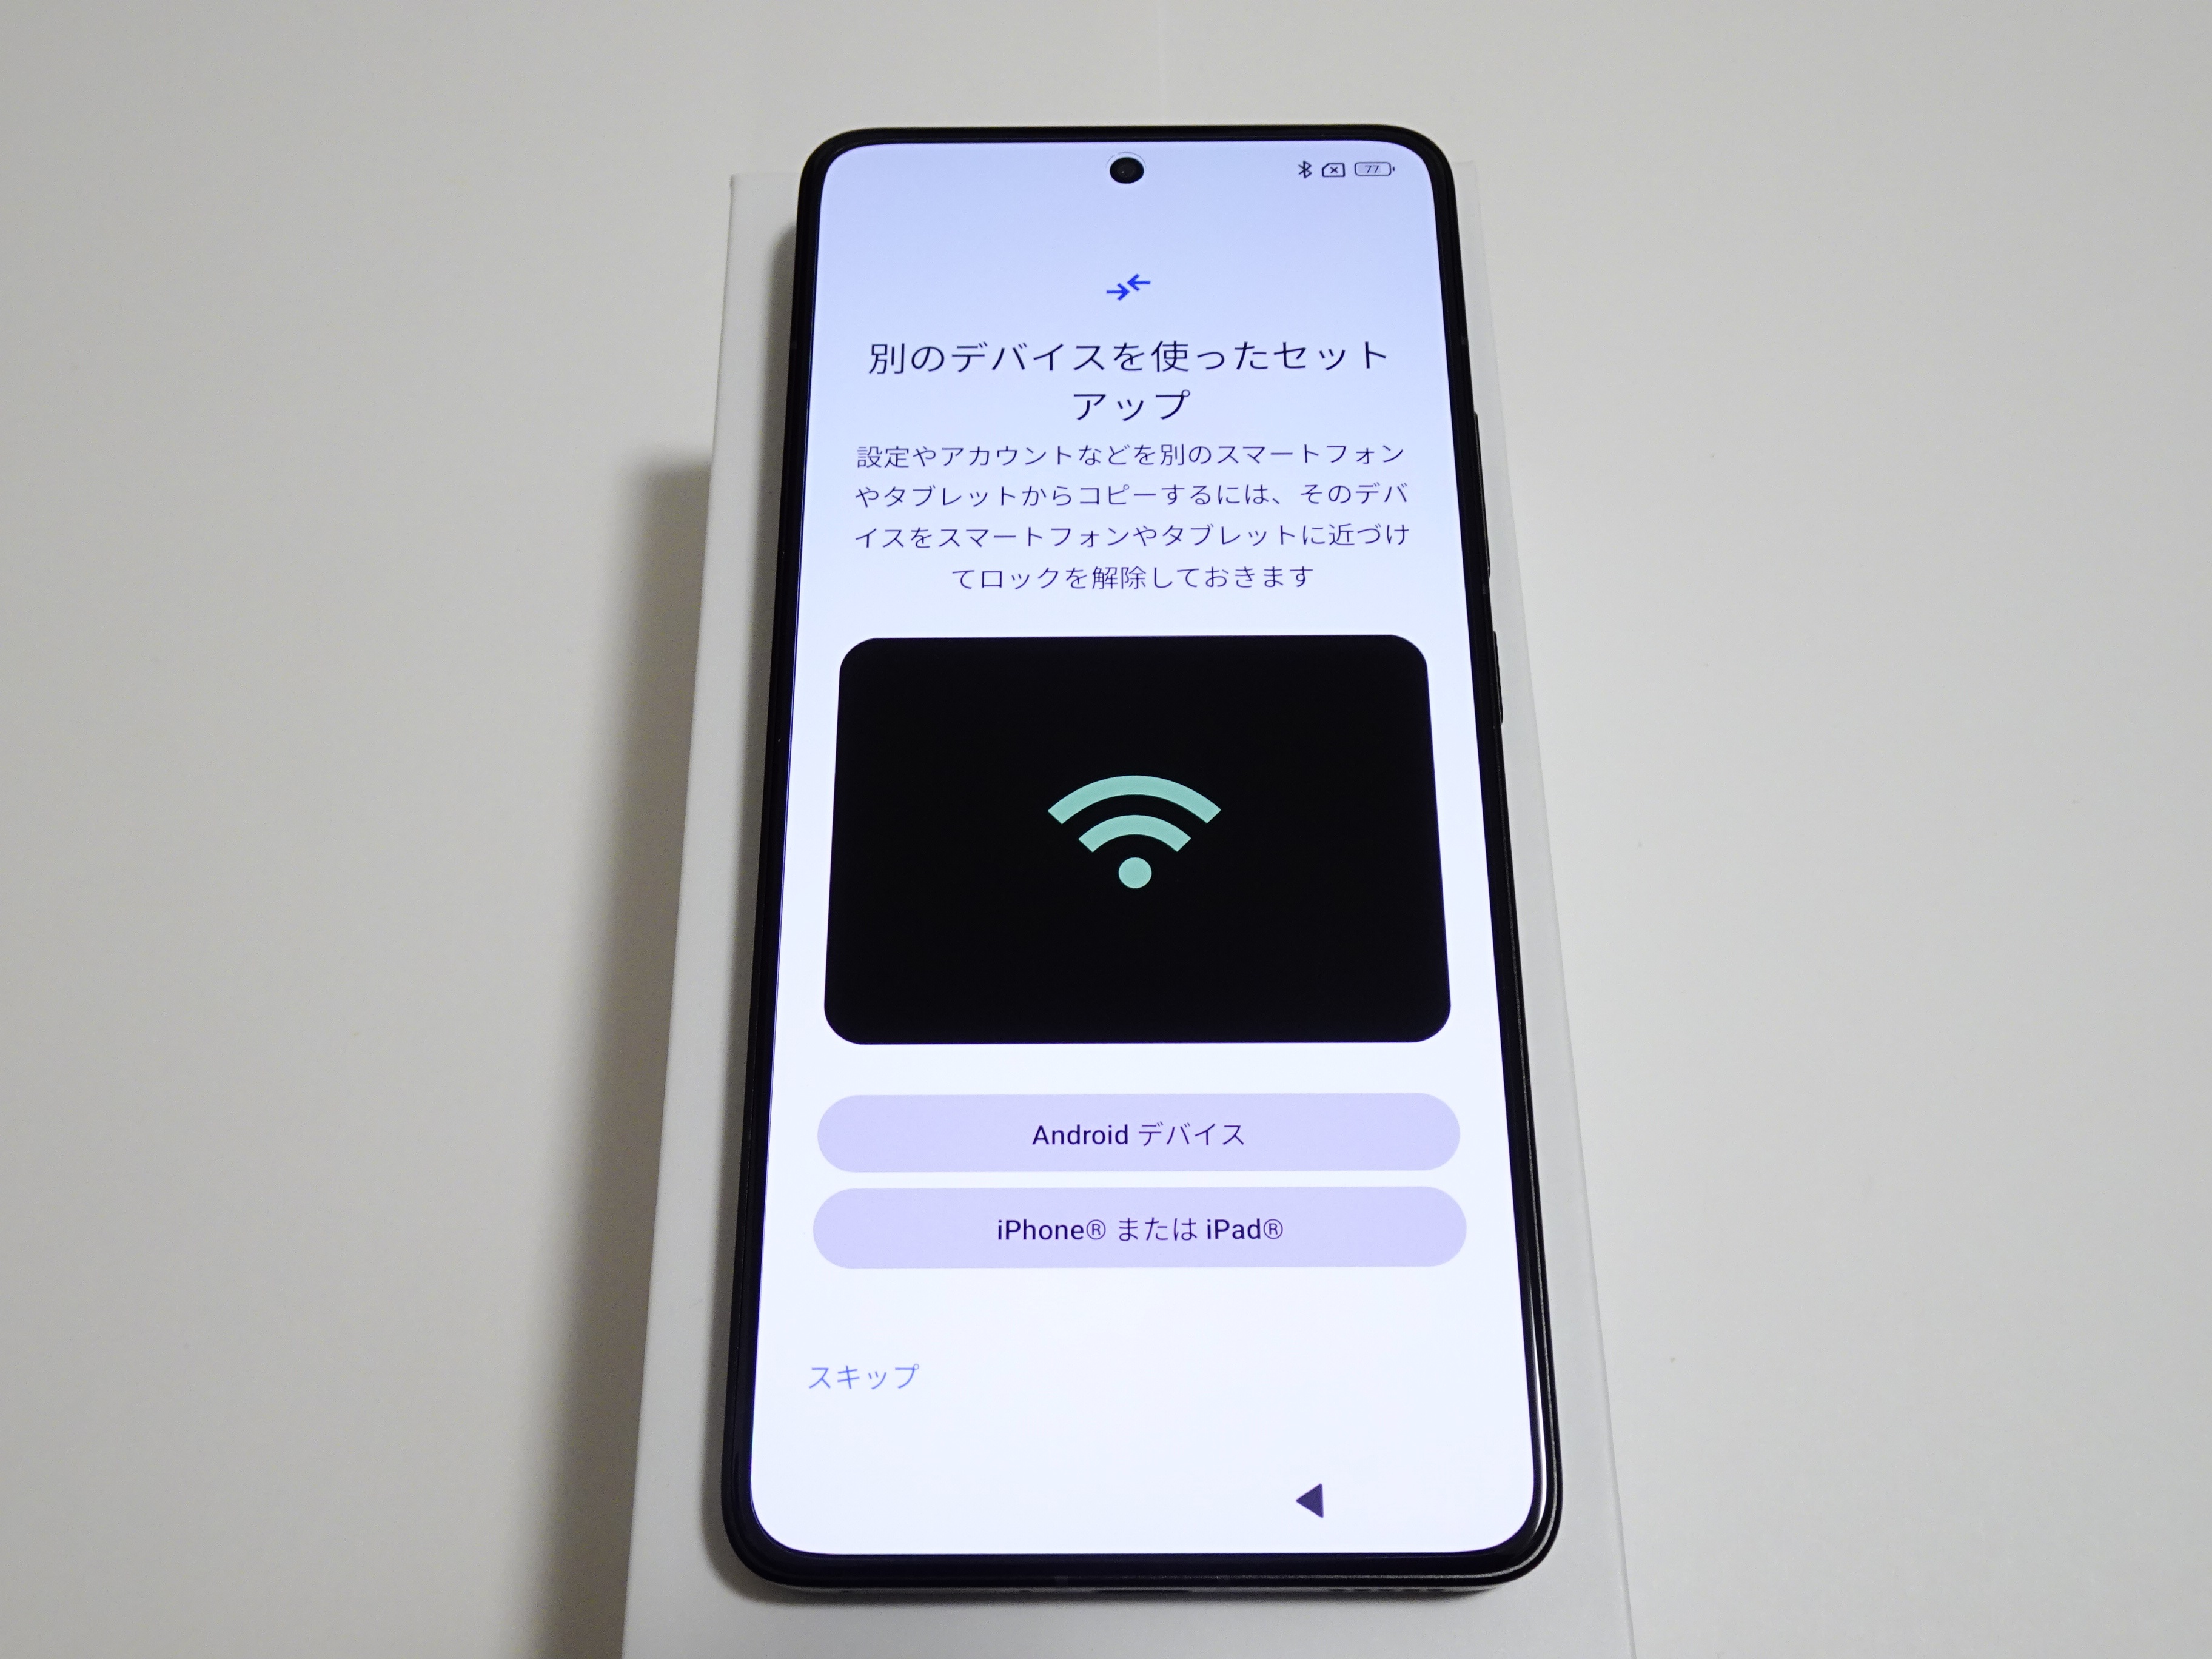 77
別のデバイスを使ったセット
アップ
設定やアカウントなどを別のスマートフォン
やタブレットからコピーするには、そのデバ
イスをスマートフォンやタブレットに近づけ
てロックを解除しておきます
Android デバイス
iPhone® または iPad®
スキップ